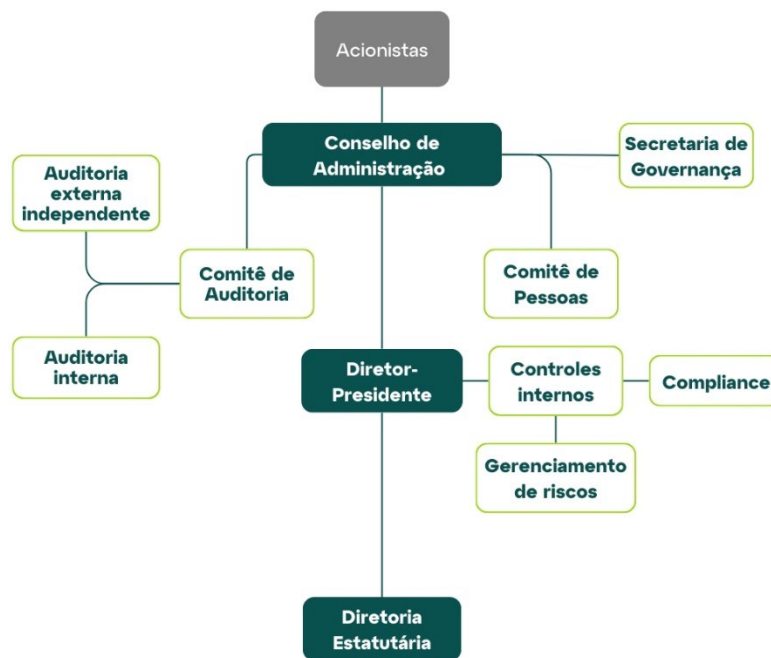 Acionistas
Conselho de
Administração
Secretaria de
Governança
Auditoria
externa
independente
Comitê de
Auditoria
Comitê de
Pessoas
Auditoria
interna
Diretor-
Presidente
Controles
internos
Compliance
Gerenciamento
de riscos
Diretoria
Estatutária